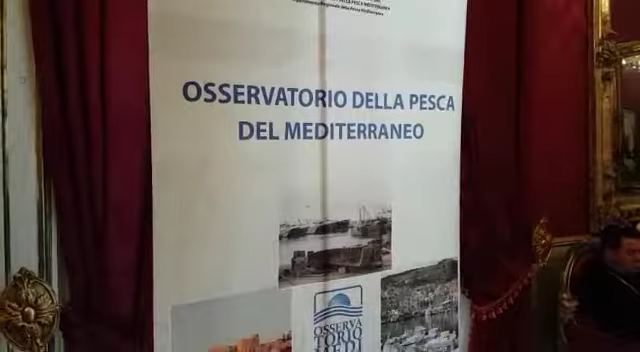 OSSERVATORIO DELLA PESCA
DEL MEDITERRANEO
OSSERVA
TORIO
MEDI